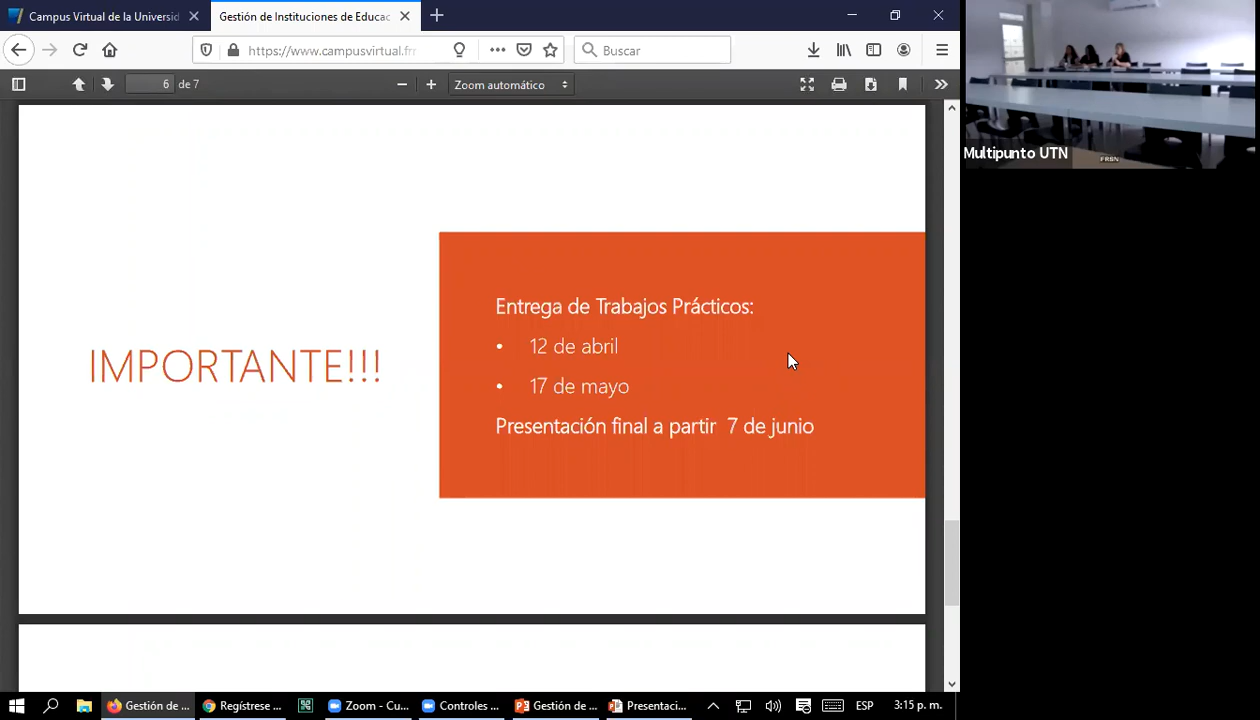 Campus Virtual de la Universid
Gestión de Instituciones de Educac
https://www.campusvirtual.frr
Buscar
6 de 7
Zoom automático
Multipunto UTN
FRSN
IMPORTANTE!!!
Entrega de Trabajos Prácticos:
• 12 de abril
• 17 de mayo
Presentación final a partir 7 de junio
Gestión de ...
Regístrese ...
Zoom - Cu...
Controles ...
Gestión de ...
Presentaci...
ESP
3:15 p. m.